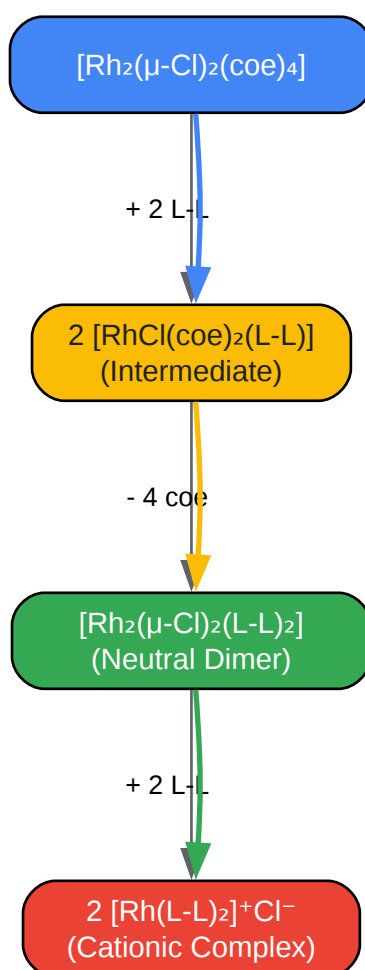 [Rh₂(μ-Cl)₂(coe)₄]
+ 2 L-L
2 [RhCl(coe)₂(L-L)]
(Intermediate)
- 4 coe
[Rh₂(μ-Cl)₂(L-L)₂]
(Neutral Dimer)
+ 2 L-L
2 [Rh(L-L)₂]⁺Cl⁻
(Cationic Complex)